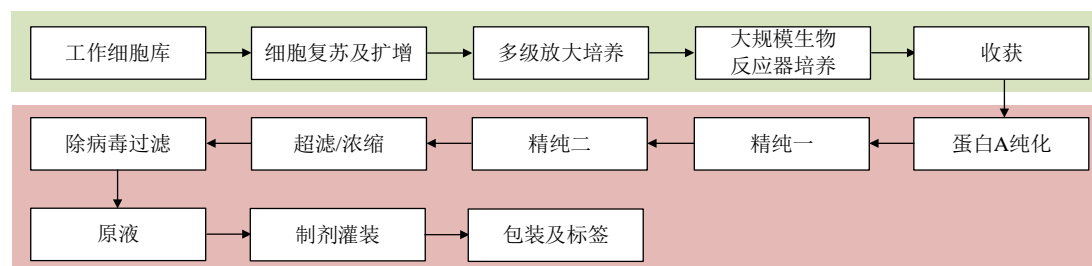 工作细胞库
细胞复苏及扩增
多级放大培养
大规模生物
反应器培养
收获
蛋白A纯化
精纯一
精纯二
超滤/浓缩
除病毒过滤
原液
制剂灌装
包装及标签